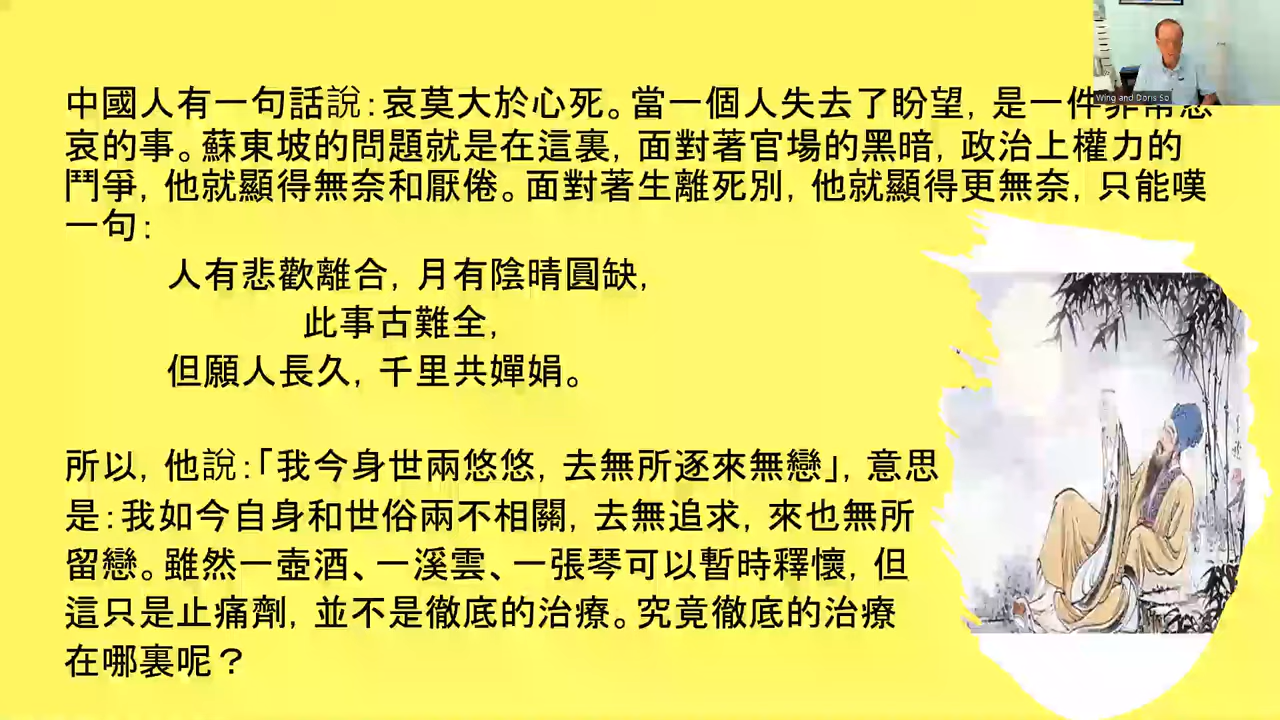 Wing and Doris So
中國人有一句話說：哀莫大於心死。當一個人失去了盼望，是一件非常悲
哀的事。蘇東坡的問題就是在這裏，面對著官場的黑暗，政治上權力的
鬥爭，他就顯得無奈和厭倦。面對著生離死別，他就顯得更無奈，只能嘆
一句：
人有悲歡離合，月有陰晴圓缺，
此事古難全，
但願人長久，千里共嬋娟。
所以，他說：「我今身世兩悠悠，去無所逐來無戀」，意思
是：我如今自身和世俗兩不相關，去無追求，來也無所
留戀。雖然一壺酒、一溪雲、一張琴可以暫時釋懷，但
這只是止痛劑，並不是徹底的治療。究竟徹底的治療
在哪裏呢？